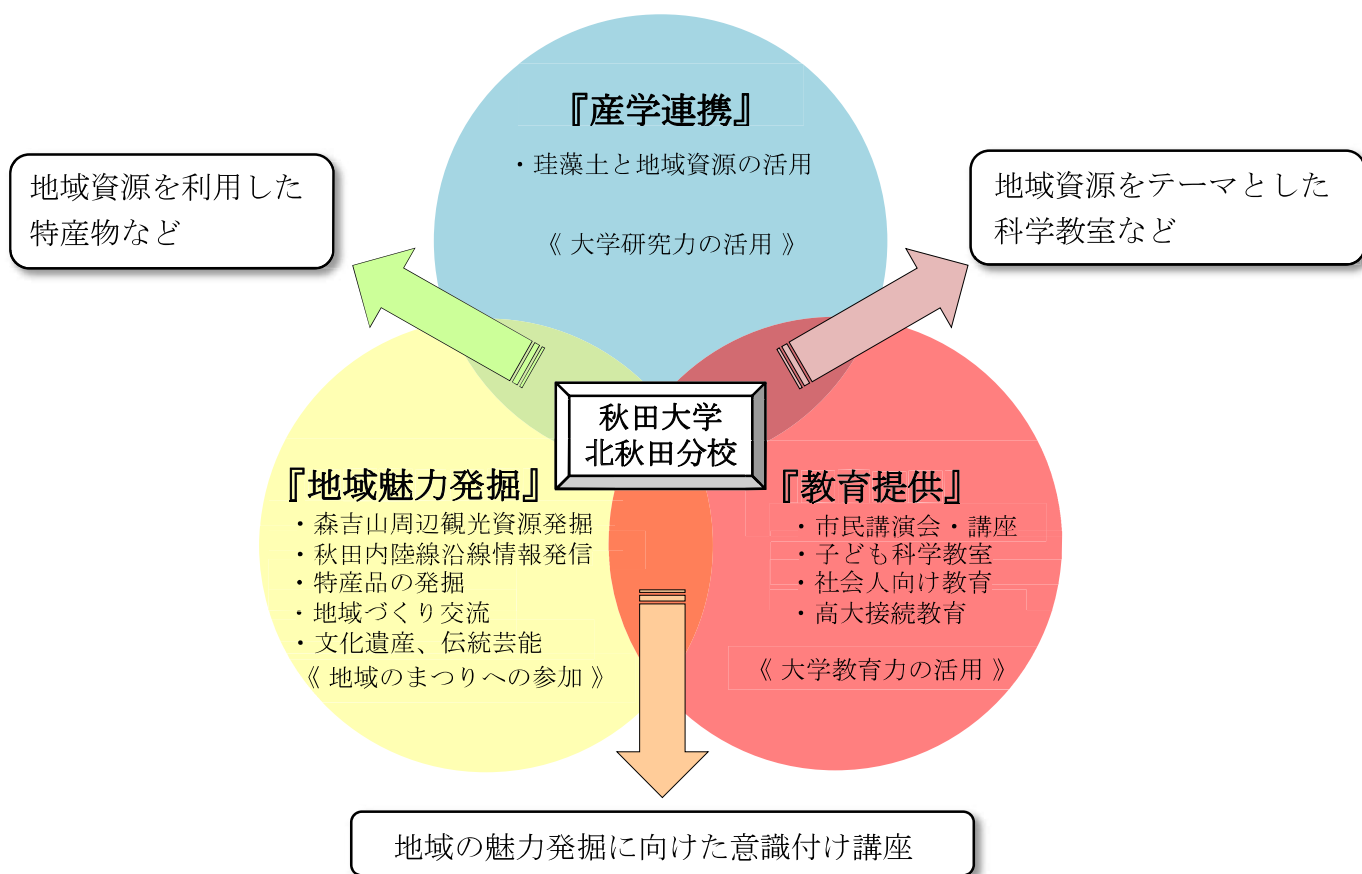 『産学連携』
・珪藻土と地域資源の活用
《 大学研究力の活用 》
地域資源を利用した
特産物など
地域資源をテーマとした
科学教室など
秋田大学
北秋田分校
『地域魅力発掘』
・森吉山周辺観光資源発掘
・秋田内陸線沿線情報発信
・特産品の発掘
・地域づくり交流
・文化遺産、伝統芸能
《 地域のまつりへの参加 》
『教育提供』
・市民講演会・講座
・子ども科学教室
・社会人向け教育
・高大接続教育
《 大学教育力の活用 》
地域の魅力発掘に向けた意識付け講座